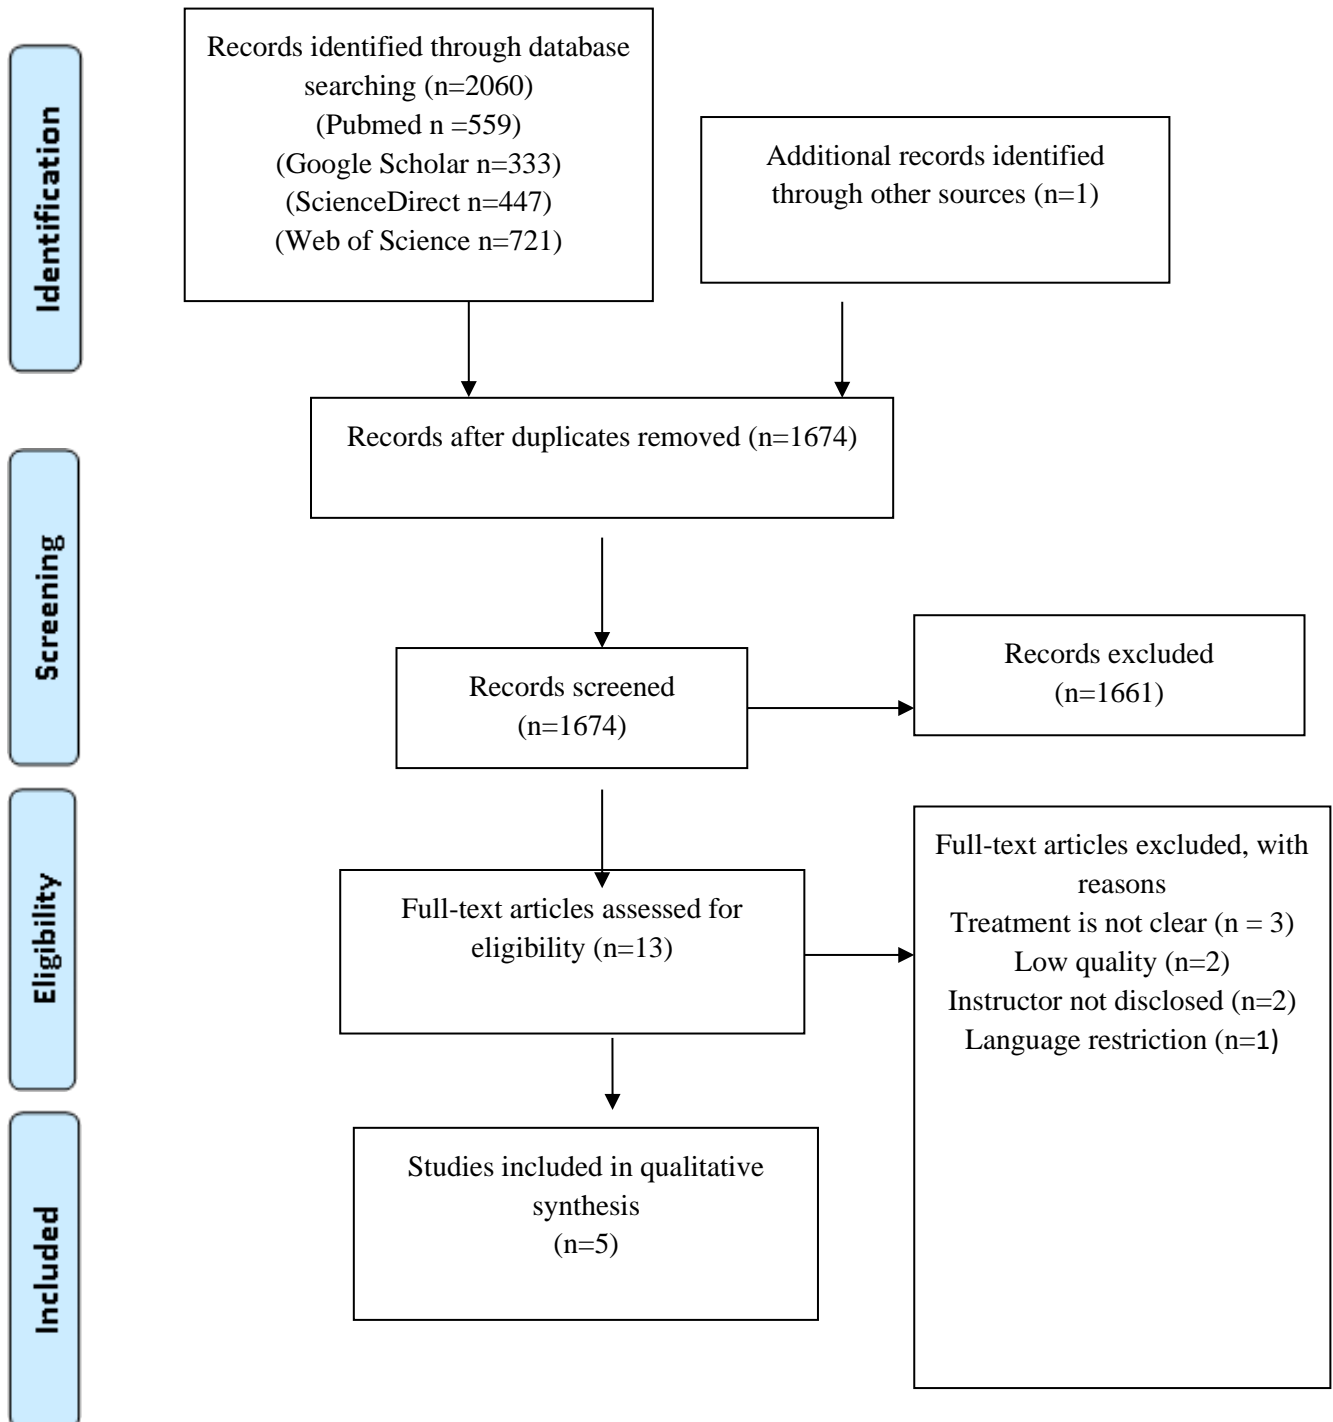 Identification
Records identified through database
searching (n=2060)
(Pubmed n =559)
(Google Scholar n=333)
(ScienceDirect n=447)
(Web of Science n=721)
Additional records identified
through other sources (n=1)
Records after duplicates removed (n=1674)
Screening
Records screened
(n=1674)
Records excluded
(n=1661)
Eligibility
Full-text articles assessed for
eligibility (n=13)
Full-text articles excluded, with
reasons
Treatment is not clear (n = 3)
Low quality (n=2)
Instructor not disclosed (n=2)
Language restriction (n=1)
Included
Studies included in qualitative
synthesis
(n=5)